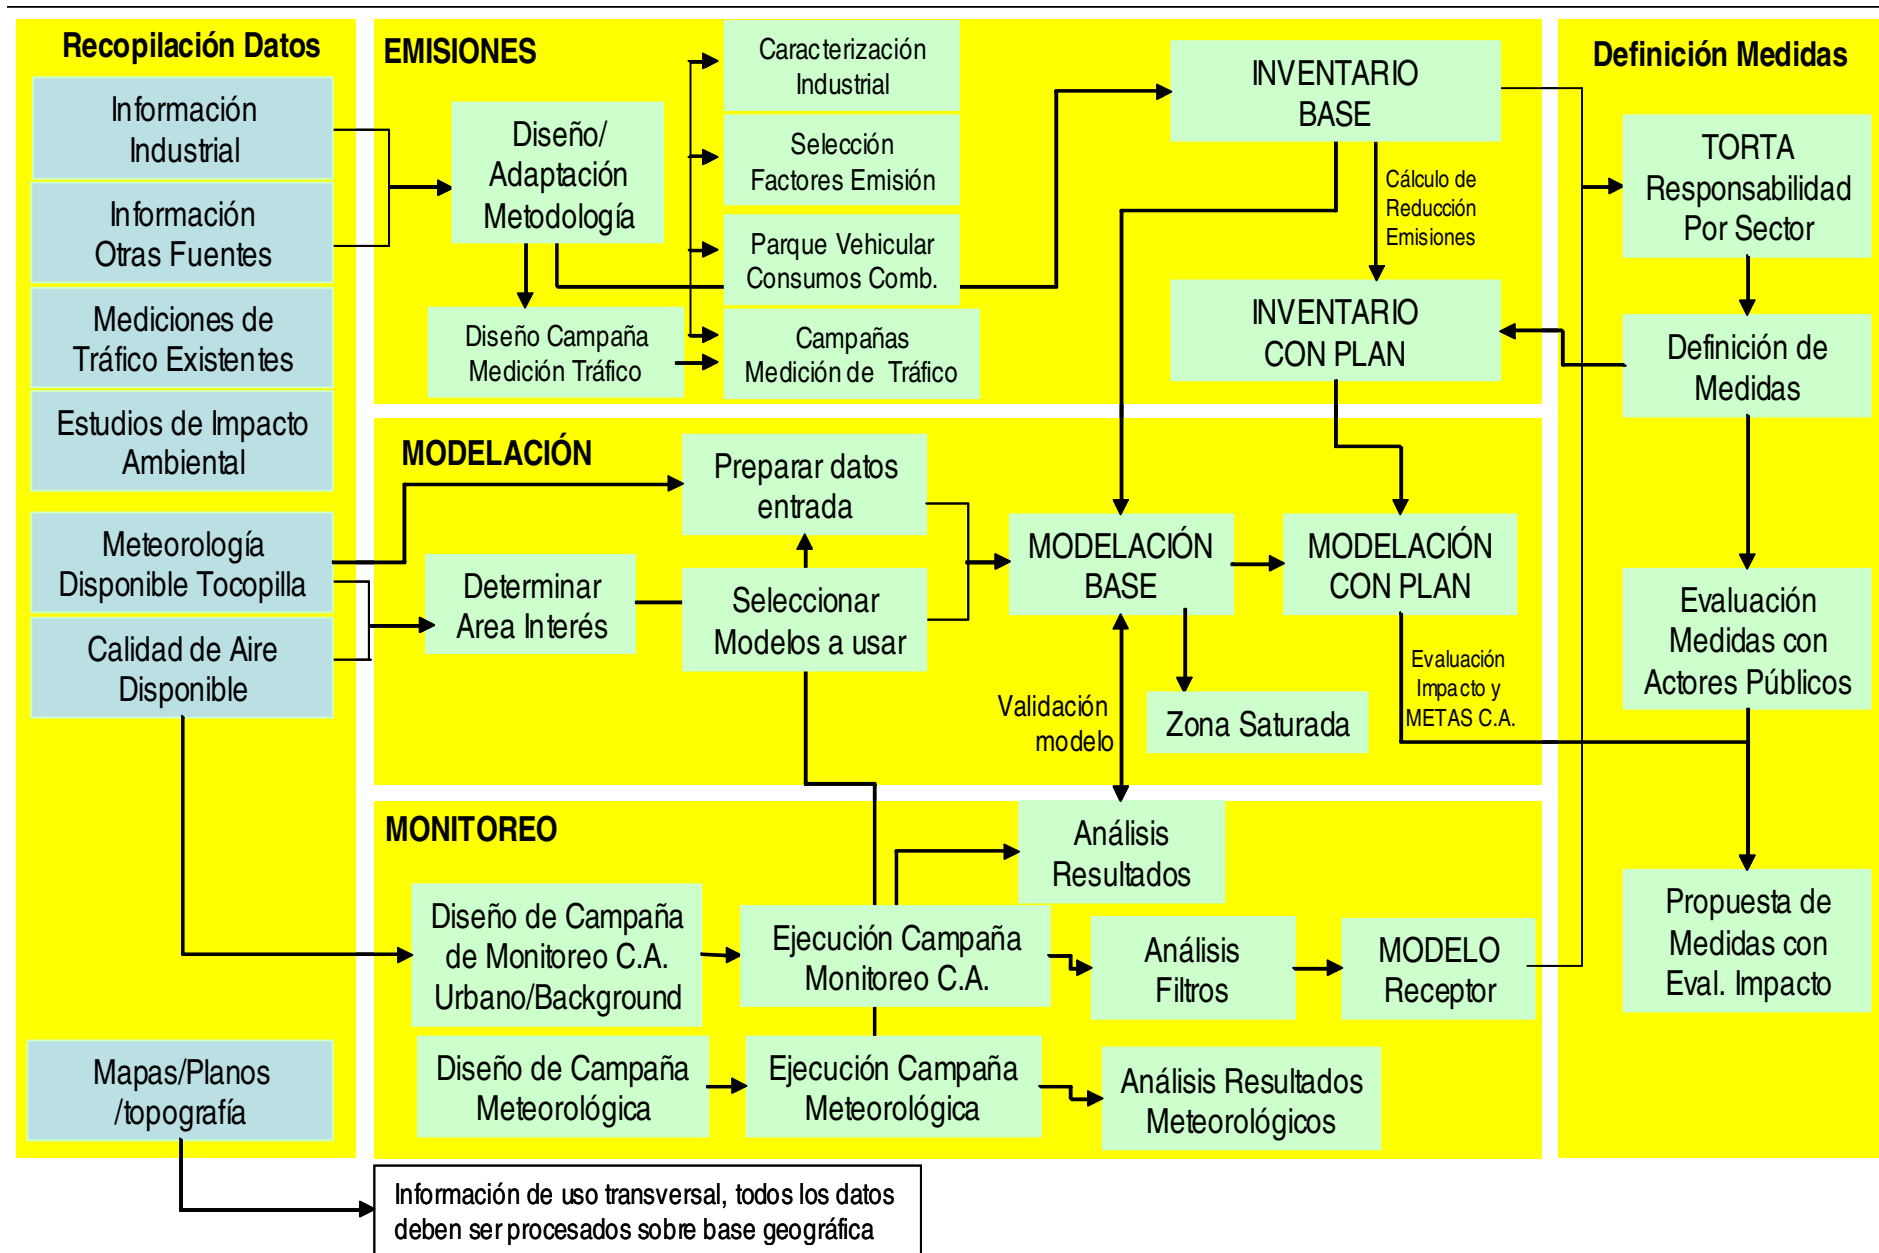 Recopilación Datos
Información
Industrial
Información
Otras Fuentes
Mediciones de
Tráfico Existentes
Estudios de Impacto
Ambiental
Meteorología
Disponible Tocopilla
Calidad de Aire
Disponible
Mapas/Planos
/topografía
EMISIONES
Diseño/
Adaptación
Metodología
Diseño Campaña
Medición Tráfico
Caracterización
Industrial
Selección
Factores Emisión
Parque Vehicular
Consumos Comb.
Campañas
Medición de Tráfico
INVENTARIO
BASE
Cálculo de
Reducción
Emisiones
INVENTARIO
CON PLAN
MODELACIÓN
Preparar datos
entrada
Determinar
Area Interés
Seleccionar
Modelos a usar
MODELACIÓN
BASE
MODELACIÓN
CON PLAN
Validación
modelo
Zona Saturada
Evaluación
Impacto y
METAS C.A.
MONITOREO
Análisis
Resultados
Diseño de Campaña
de Monitoreo C.A.
Urbano/Background
Ejecución Campaña
Monitoreo C.A.
Análisis
Filtros
MODELO
Receptor
Diseño de Campaña
Meteorológica
Ejecución Campaña
Meteorológica
Análisis Resultados
Meteorológicos
Definición Medidas
TORTA
Responsabilidad
Por Sector
Definición de
Medidas
Evaluación
Medidas con
Actores Públicos
Propuesta de
Medidas con
Eval. Impacto
Información de uso transversal, todos los datos
deben ser procesados sobre base geográfica